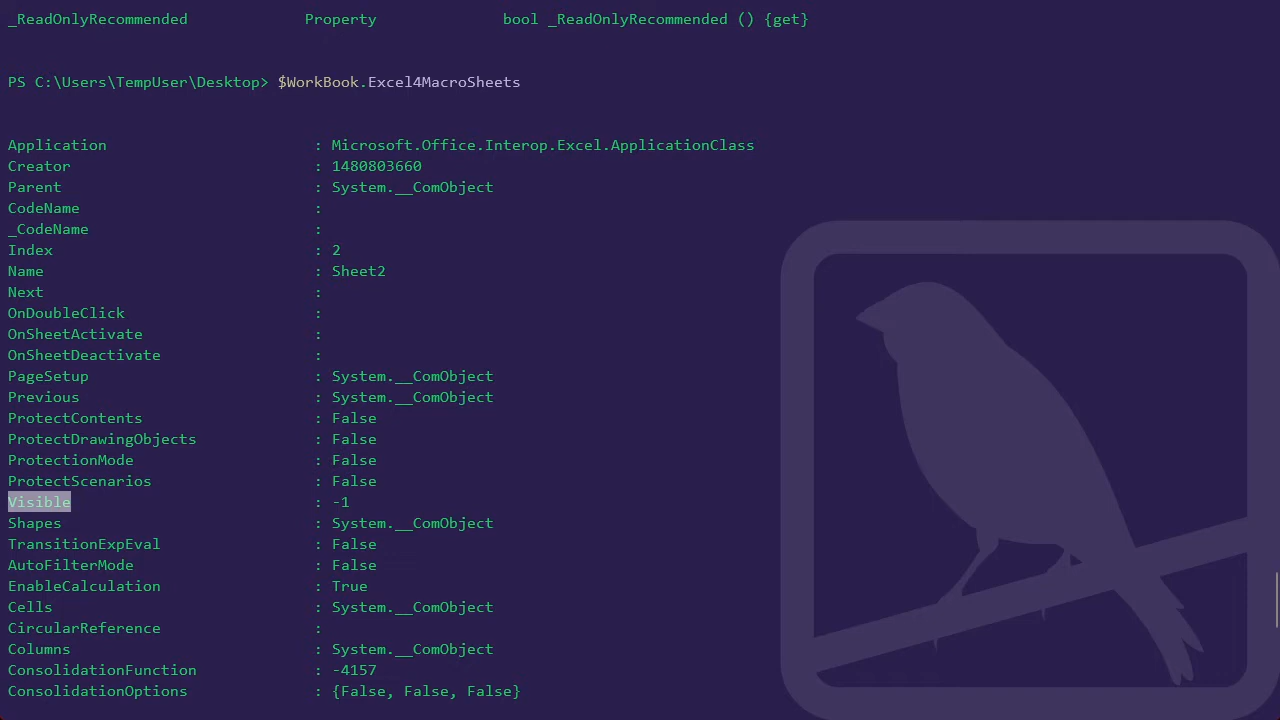 _ReadOnlyRecommended             Property              bool _ReadOnlyRecommended () {get}
PS C:\Users\TempUser\Desktop> $WorkBook.Excel4MacroSheets
Application                       : Microsoft.Office.Interop.Excel.ApplicationClass
Creator                           : 1480803660
Parent                            : System.__ComObject
CodeName                          :
_CodeName                         :
Index                             : 2
Name                              : Sheet2
Next                              :
OnDoubleClick                     :
OnSheetActivate                   :
OnSheetDeactivate                 :
PageSetup                         : System.__ComObject
Previous                          : System.__ComObject
ProtectContents                   : False
ProtectDrawingObjects             : False
ProtectionMode                    : False
ProtectScenarios                  : False
Visible                           : -1
Shapes                            : System.__ComObject
TransitionExpEval                 : False
AutoFilterMode                    : False
EnableCalculation                 : True
Cells                             : System.__ComObject
CircularReference                 :
Columns                           : System.__ComObject
ConsolidationFunction             : -4157
ConsolidationOptions              : {False, False, False}